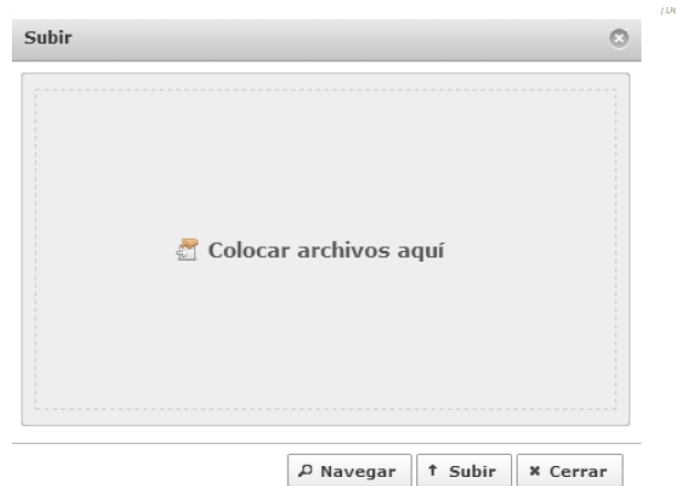 Subir
Colocar archivos aquí
Navegar
Subir
Cerrar